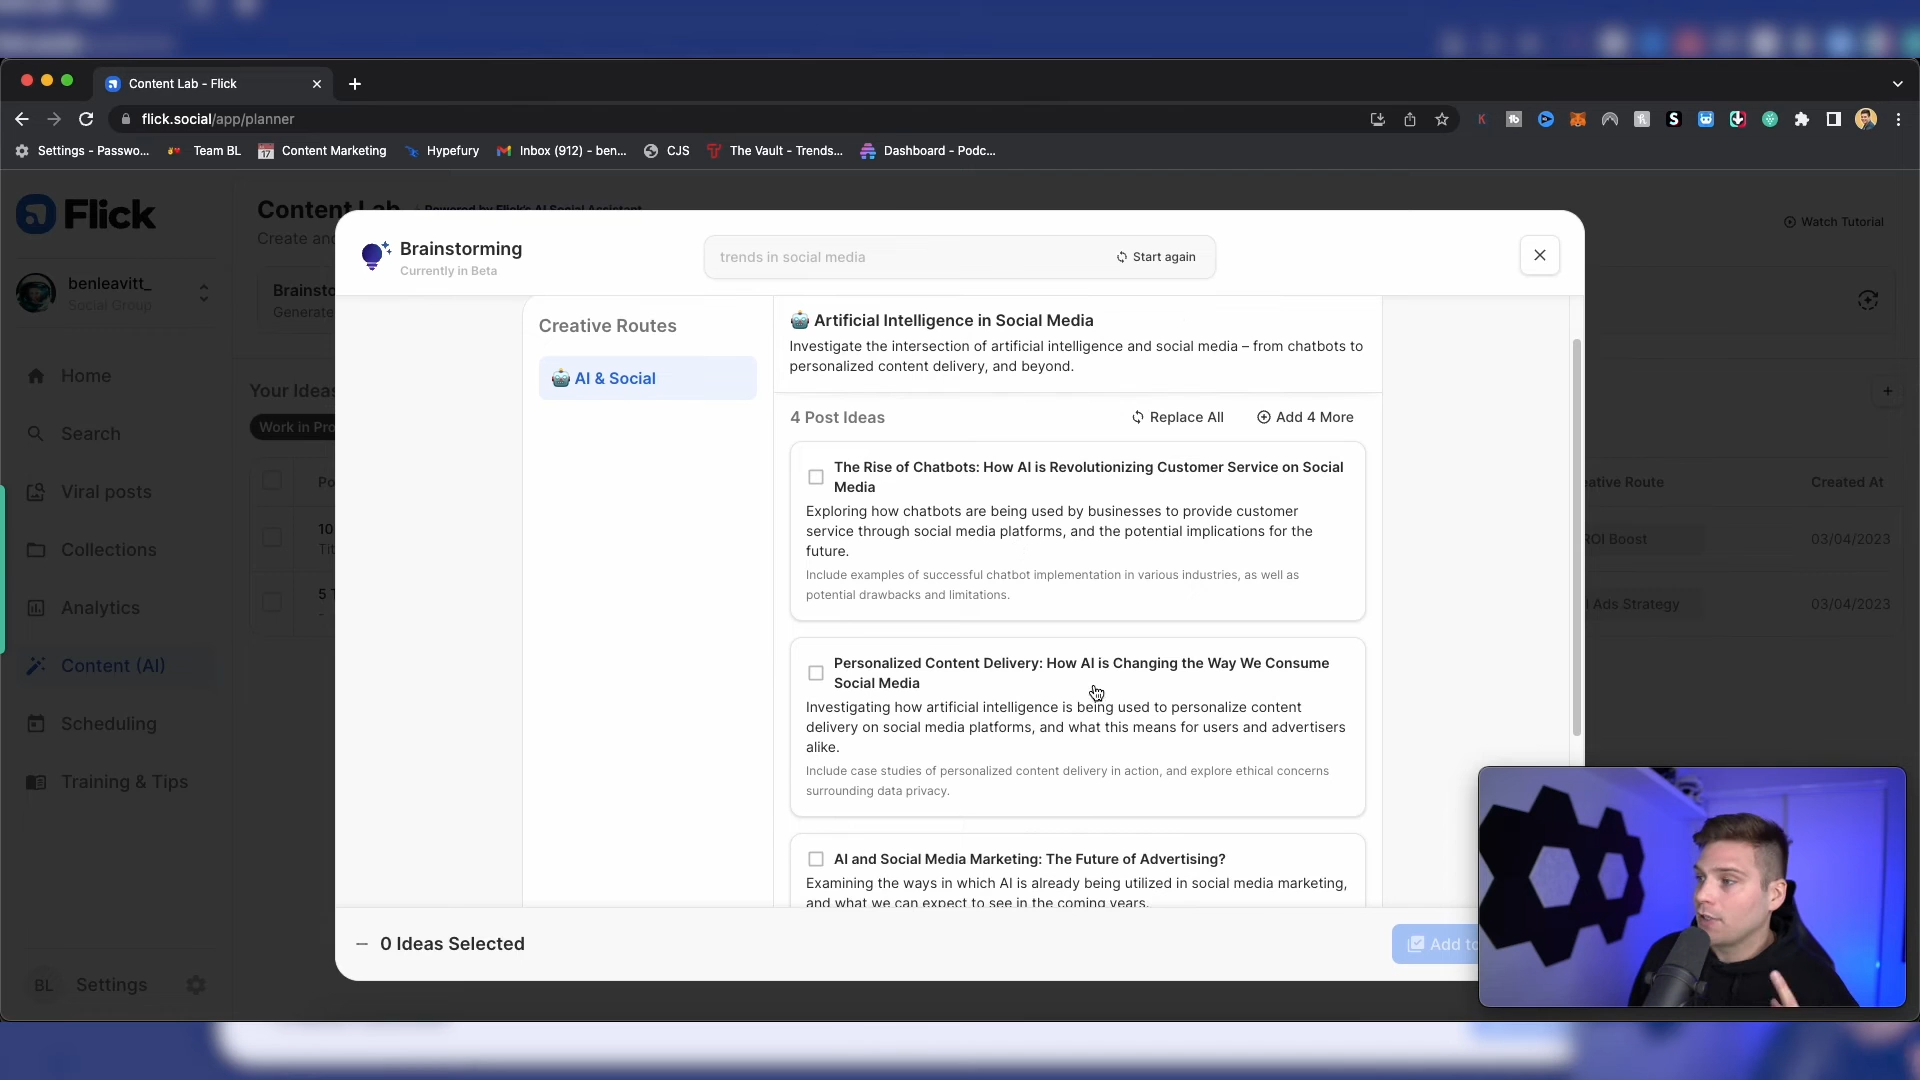 Content Lab - Flick
flick.social/app/planner
Settings - Passwo...
Team BL
Content Marketing
Hypefury
Inbox (912) - ben...
CJS
The Vault - Trends...
Dashboard - Podc...
Flick
Content Lab
Powered by Flick's AI Social Assistant
Create and
Watch Tutorial
Brainstorming
Currently in Beta
trends in social media
Start again
benleavitt_
Social Group
Brainsto
Generate
Home
Search
Viral posts
Collections
Analytics
Content (AI)
Scheduling
Training & Tips
BL
Settings
Your Ideas
Work in Pro
Po
10
Tit
5 T
Creative Routes
AI & Social
Artificial Intelligence in Social Media
Investigate the intersection of artificial intelligence and social media – from chatbots to
personalized content delivery, and beyond.
4 Post Ideas
Replace All
Add 4 More
The Rise of Chatbots: How AI is Revolutionizing Customer Service on Social
Media
Exploring how chatbots are being used by businesses to provide customer
service through social media platforms, and the potential implications for the
future.
Include examples of successful chatbot implementation in various industries, as well as
potential drawbacks and limitations.
Personalized Content Delivery: How AI is Changing the Way We Consume
Social Media
Investigating how artificial intelligence is being used to personalize content
delivery on social media platforms, and what this means for users and advertisers
alike.
Include case studies of personalized content delivery in action, and explore ethical concerns
surrounding data privacy.
AI and Social Media Marketing: The Future of Advertising?
Examining the ways in which AI is already being utilized in social media marketing,
and what we can expect to see in the coming years.
eative Route
Created At
ROI Boost
03/04/2023
l Ads Strategy
03/04/2023
0 Ideas Selected
Add to